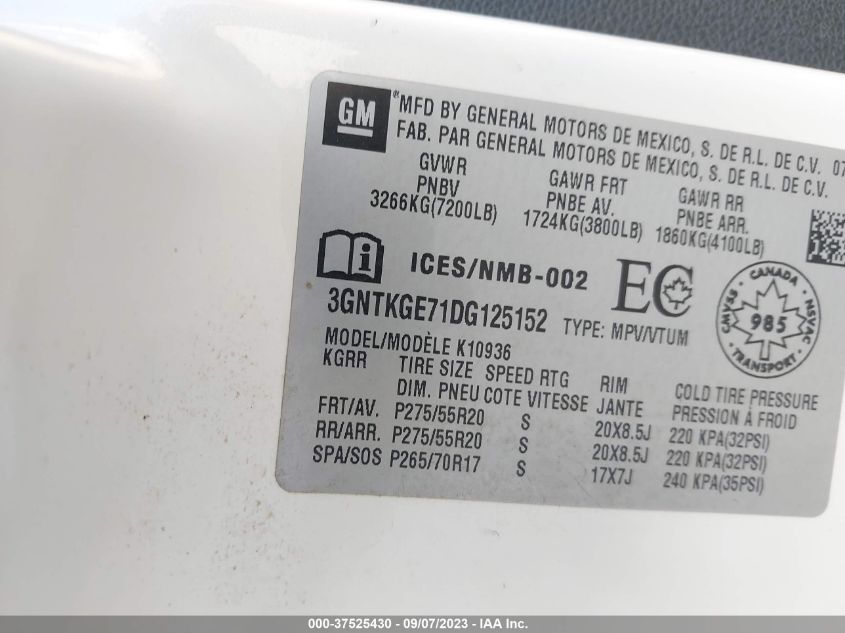 GM
*MFD BY GENERAL MOTORS DE MEXICO, S. DE R.L. DE C.V. 07
FAB. PAR GENERAL MOTORS DE MEXICO, S. DE R.L. DE C.V.
GVWR GAWR FRT GAWR RR
PNBV PNBE AV. PNBE ARR.
3266KG(7200LB) 1724KG(3800LB) 1860KG(4100LB)
i ICES/NMB-002 EC
CANADA CMVSS NSVAC 985 TRANSPORT
3GNTKGE71DG125152 TYPE: MPV/VTUM
MODEL/MODÈLE K10936
KGRR TIRE SIZE SPEED RTG RIM COLD TIRE PRESSURE
DIM. PNEU COTE VITESSE JANTE PRESSION À FROID
FRT/AV. P275/55R20 S 20X8.5J 220 KPA(32PSI)
RR/ARR. P275/55R20 S 20X8.5J 220 KPA(32PSI)
SPA/SOS P265/70R17 S 17X7J 240 KPA(35PSI)
000-37525430 - 09/07/2023 - IAA Inc.